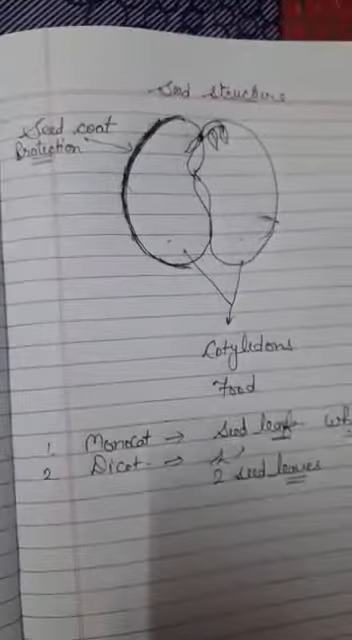 Seed structure
Seed coat
Protection
Cotyledons
Food
1. Monocot → seed leaf
2 Dicot → 
2 seed leaves